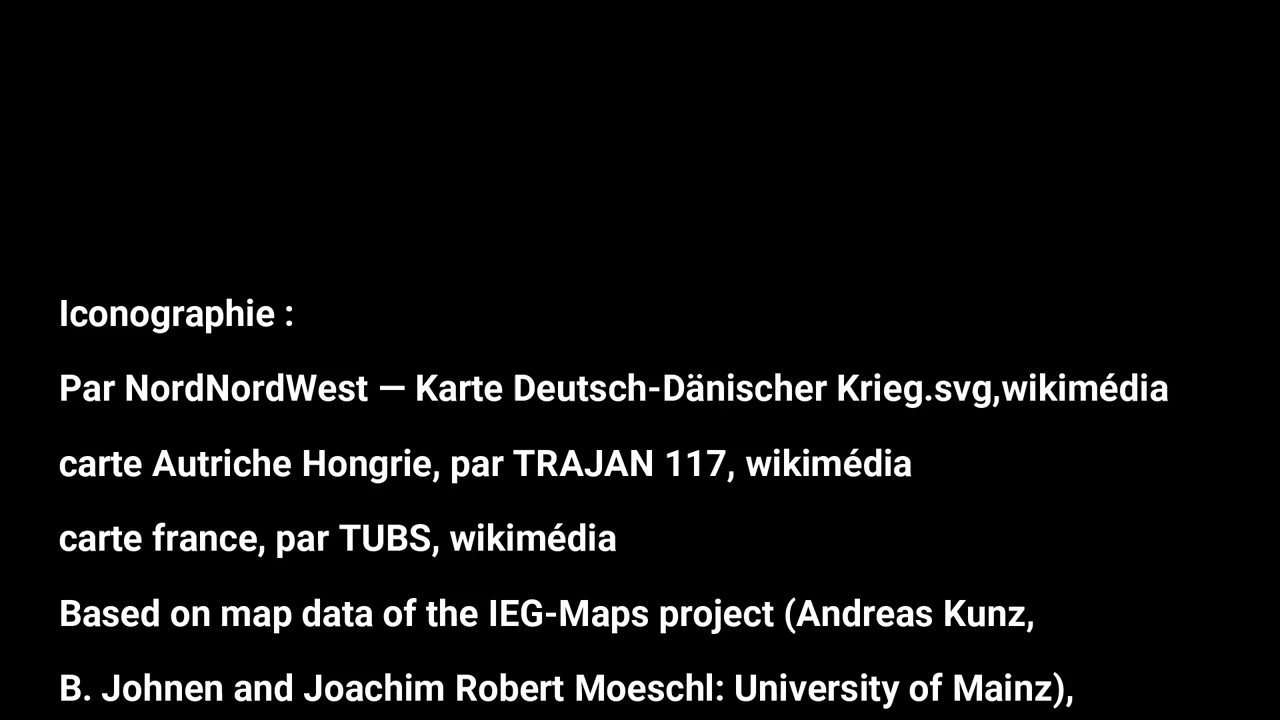 Iconographie :
Par NordNordWest — Karte Deutsch-Dänischer Krieg.svg,wikimédia
carte Autriche Hongrie, par TRAJAN 117, wikimédia
carte france, par TUBS, wikimédia
Based on map data of the IEG-Maps project (Andreas Kunz,
B. Johnen and Joachim Robert Moeschl: University of Mainz),